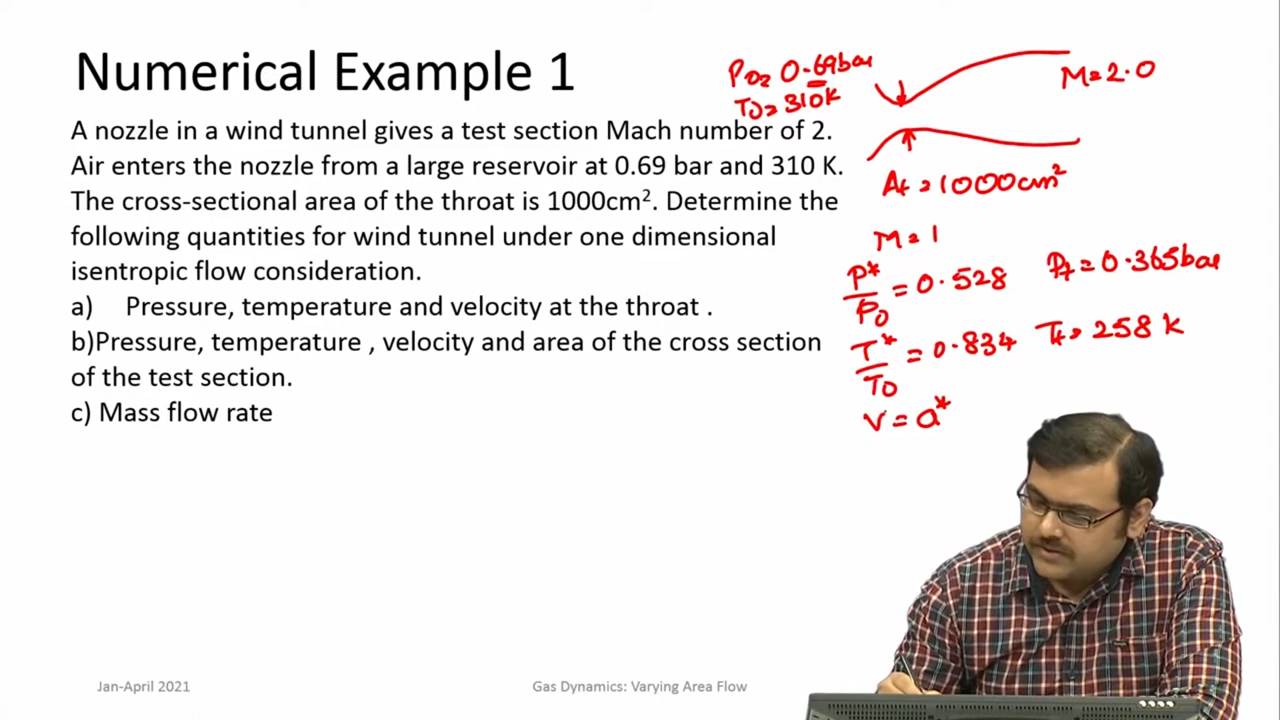 Numerical Example 1
A nozzle in a wind tunnel gives a test section Mach number of 2.
Air enters the nozzle from a large reservoir at 0.69 bar and 310 K.
The cross-sectional area of the throat is 1000cm². Determine the
following quantities for wind tunnel under one dimensional
isentropic flow consideration.
a) Pressure, temperature and velocity at the throat .
b)Pressure, temperature , velocity and area of the cross section
of the test section.
c) Mass flow rate
P0= 0.69bar
T0= 310K
M= 2.0
At = 1000cm²
M = 1
P*/P0 = 0.528 Pt = 0.365bar
T*/T0 = 0.834 Tt = 258 K
V = a*
Jan-April 2021
Gas Dynamics: Varying Area Flow